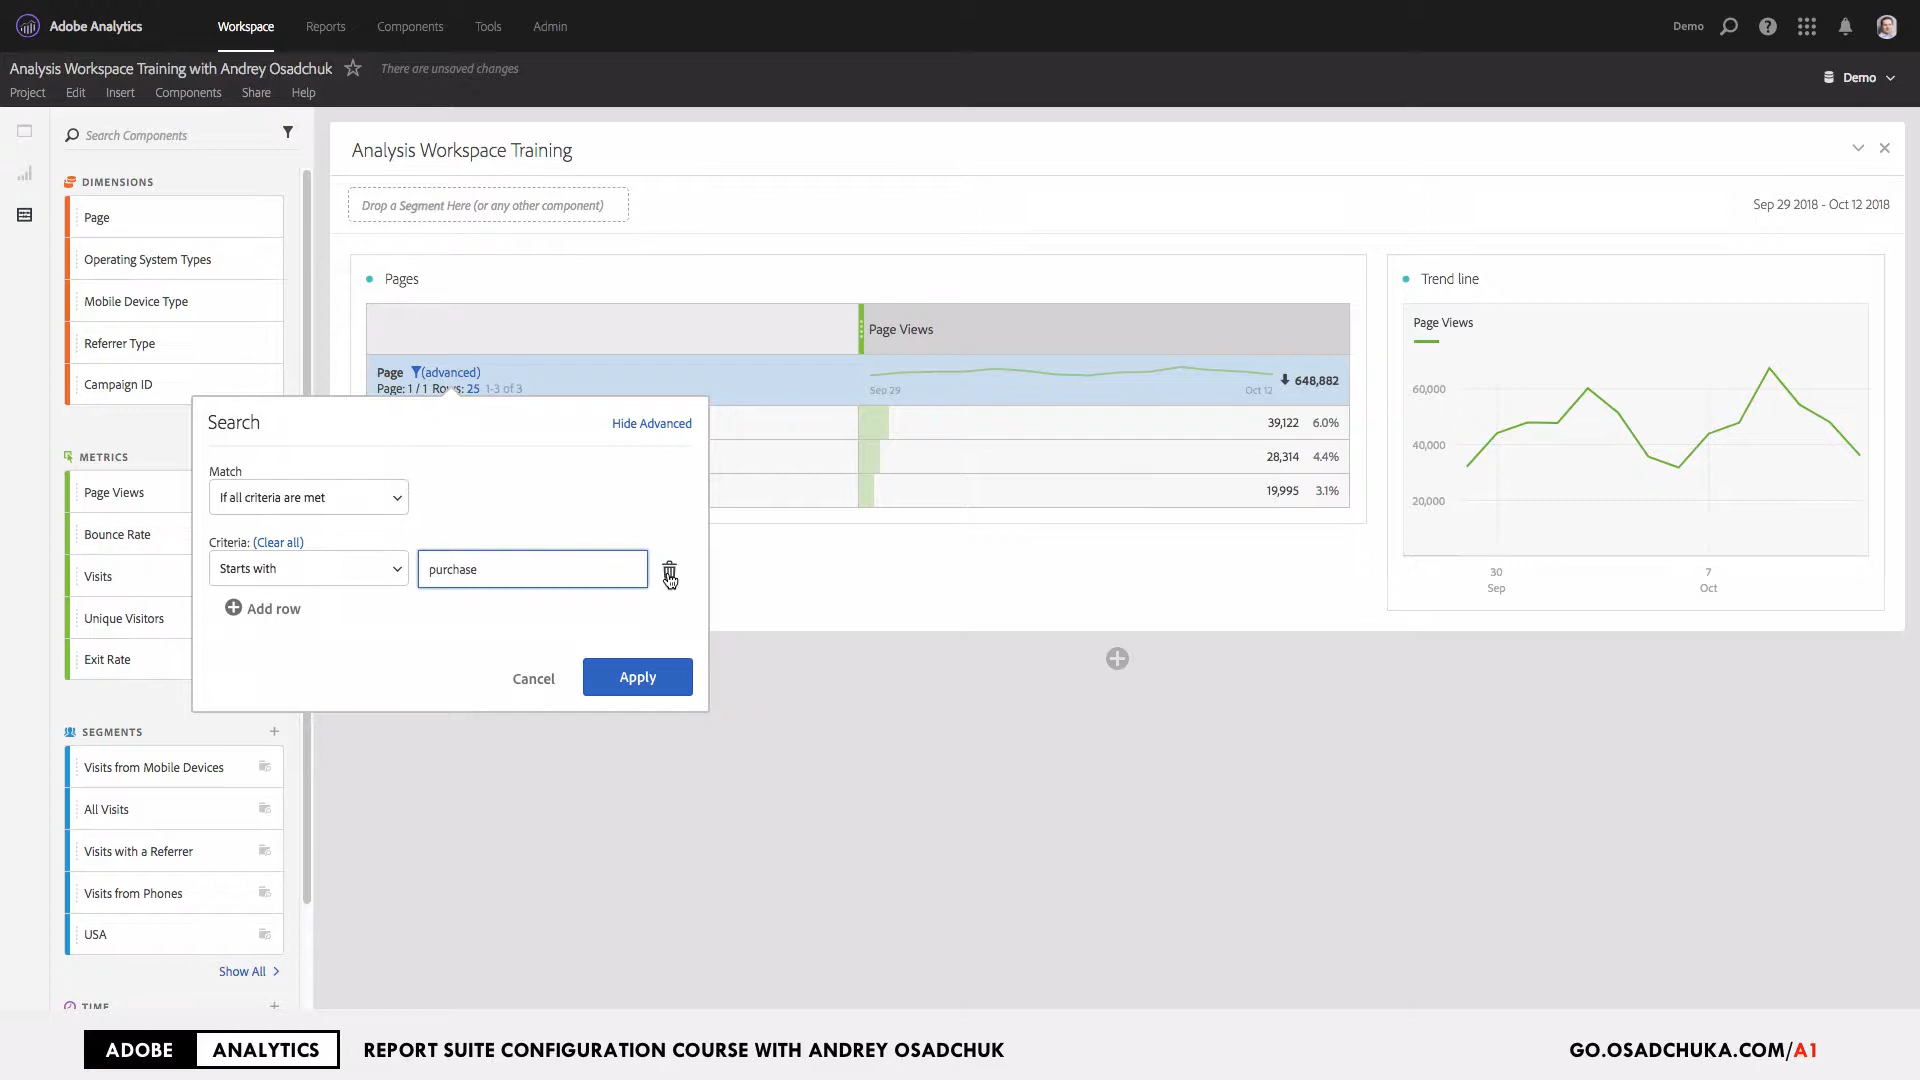 Adobe Analytics
Workspace
Reports
Components
Tools
Admin
Demo
Analysis Workspace Training with Andrey Osadchuk
There are unsaved changes
Demo
Project
Edit
Insert
Components
Share
Help
Search Components
DIMENSIONS
Page
Operating System Types
Mobile Device Type
Referrer Type
Campaign ID
METRICS
Page Views
Bounce Rate
Visits
Unique Visitors
Exit Rate
SEGMENTS
Visits from Mobile Devices
All Visits
Visits with a Referrer
Visits from Phones
USA
Show All
TIME
Analysis Workspace Training
Drop a Segment Here (or any other component)
Sep 29 2018 - Oct 12 2018
Pages
Page Views
Page (advanced)
Page: 1 / 1 Rows: 25 1-3 of 3
Sep 29
Oct 12
648,882
39,122 6.0%
28,314 4.4%
19,995 3.1%
Search
Hide Advanced
Match
If all criteria are met
Criteria: (Clear all)
Starts with
purchase
Add row
Cancel
Apply
Trend line
Page Views
60,000
40,000
20,000
30
Sep
7
Oct
ADOBE ANALYTICS
REPORT SUITE CONFIGURATION COURSE WITH ANDREY OSADCHUK
GO.OSADCHUKA.COM/A1